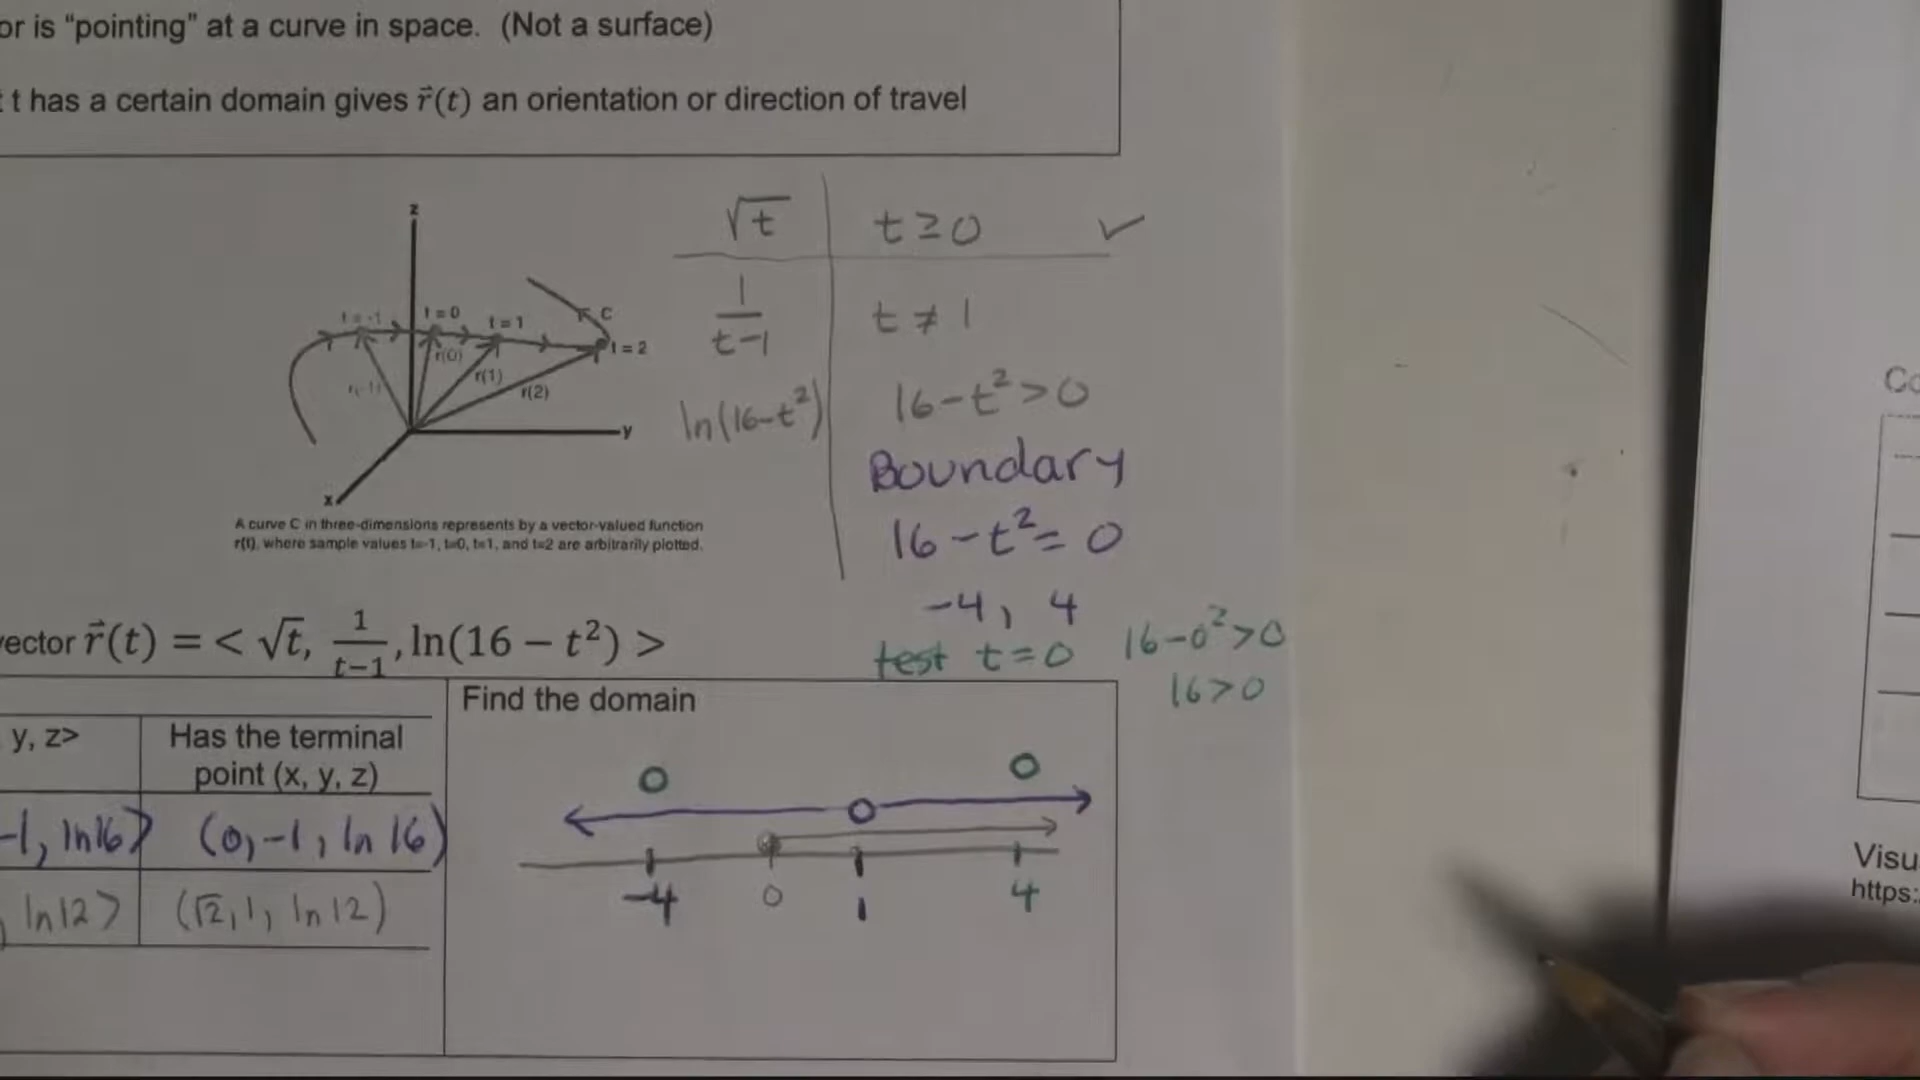 or is “pointing” at a curve in space. (Not a surface)
t has a certain domain gives r⃗(t) an orientation or direction of travel
√t
t ≥ 0 ✓
1/(t-1)
t ≠ 1
ln(16-t²)
16-t² > 0
Boundary
16-t² = 0
-4, 4
test t=0
16-0² > 0
16 > 0
z
t=-1
t=0
t=1
C
t=2
r(-1)
r(0)
r(1)
r(2)
y
x
A curve C in three-dimensions represents by a vector-valued function
r(t), where sample values t=-1, t=0, t=1, and t=2 are arbitrarily plotted.
vector r⃗(t) = < √t, 1/(t−1), ln(16 − t²) >
y, z>
Has the terminal
point (x, y, z)
-1, ln16>
(0, -1, ln 16)
ln12>
(√2, 1, ln 12)
Find the domain
-4
0
1
4
Visu
https: